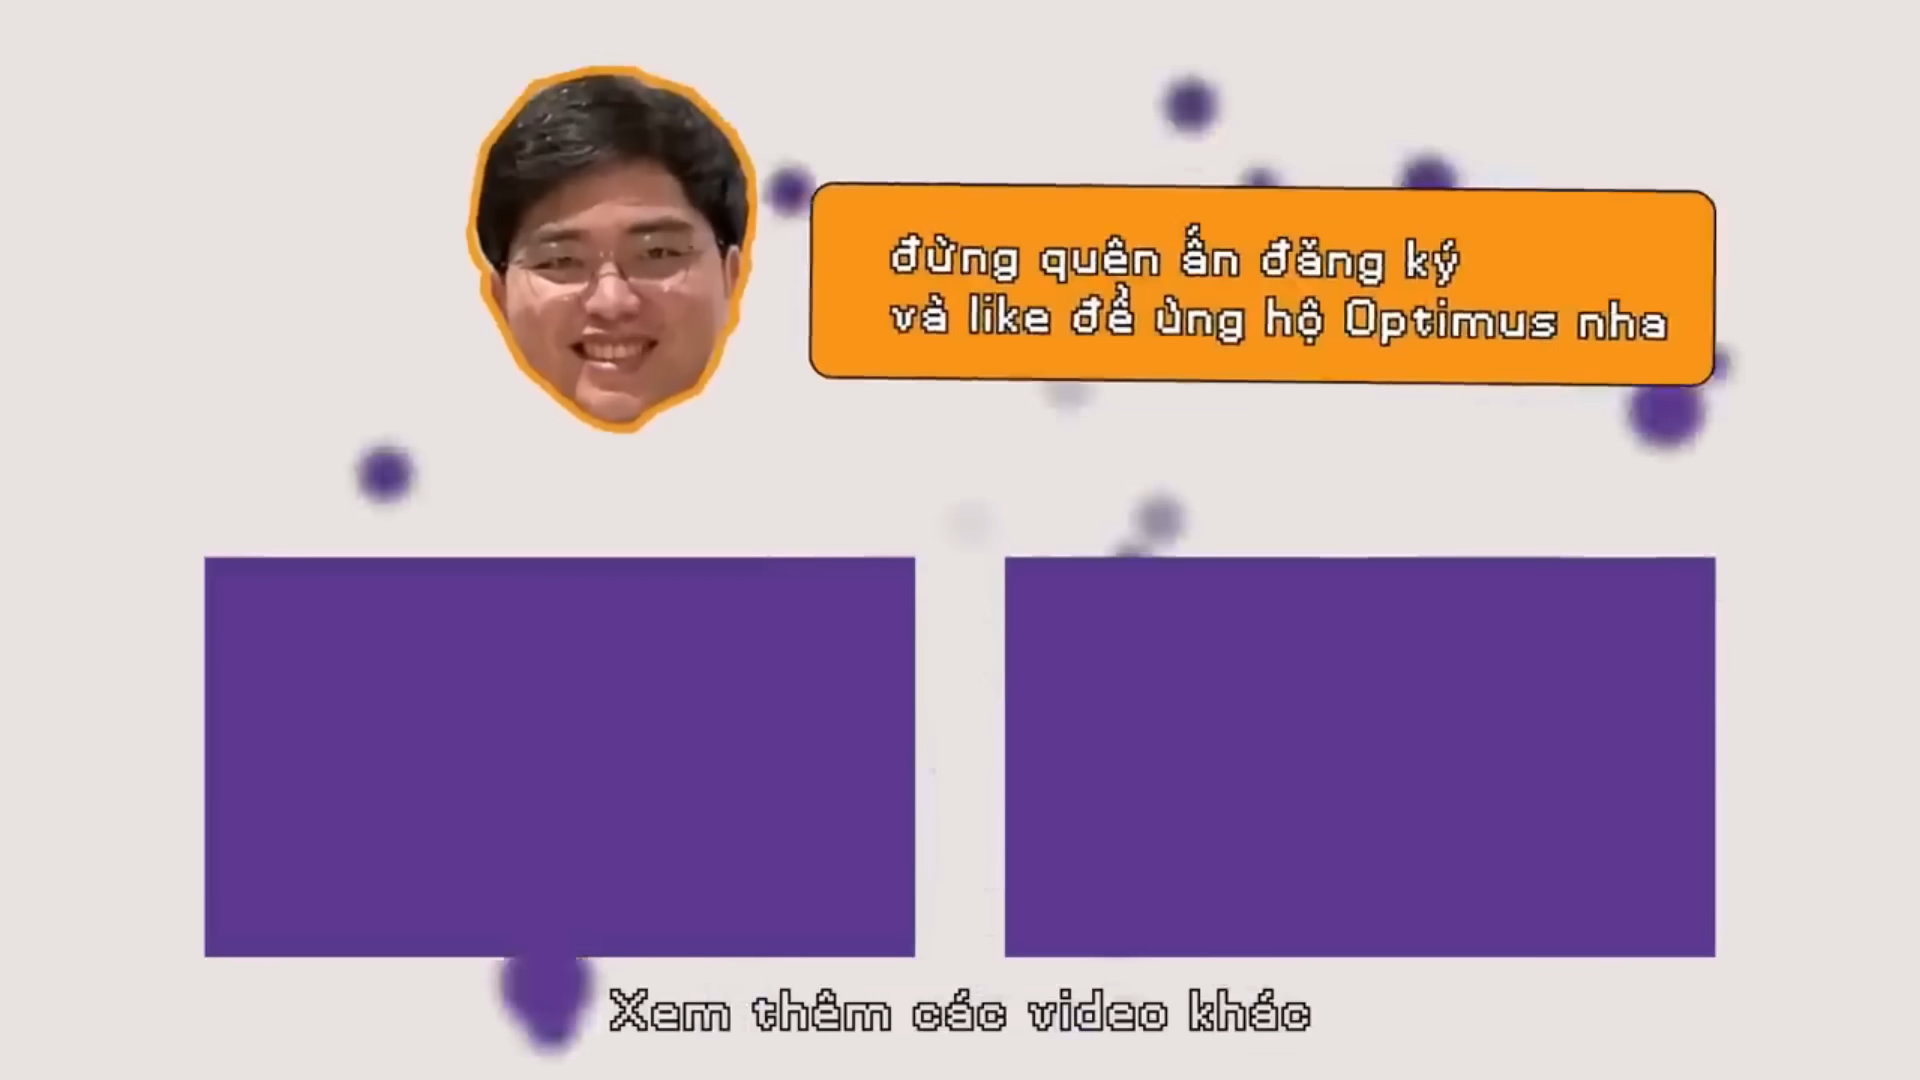 đừng quên ấn đăng ký
và like để ủng hộ Optimus nha
Xem thêm các video khác